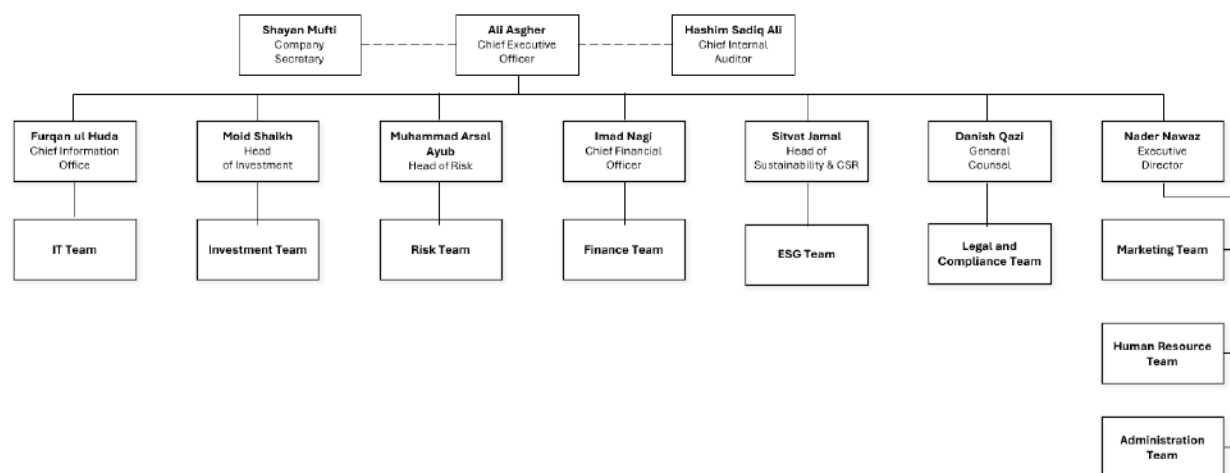 Shayan Mufti
Company
Secretary
Ali Asgher
Chief Executive
Officer
Hashim Sadiq Ali
Chief Internal
Auditor
Furqan ul Huda
Chief Information
Office
Moid Shaikh
Head
of Investment
Muhammad Arsal
Ayub
Head of Risk
Imad Nagi
Chief Financial
Officer
Sitvat Jamal
Head of
Sustainability & CSR
Danish Qazi
General
Counsel
Nader Nawaz
Executive
Director
IT Team
Investment Team
Risk Team
Finance Team
ESG Team
Legal and
Compliance Team
Marketing Team
Human Resource
Team
Administration
Team